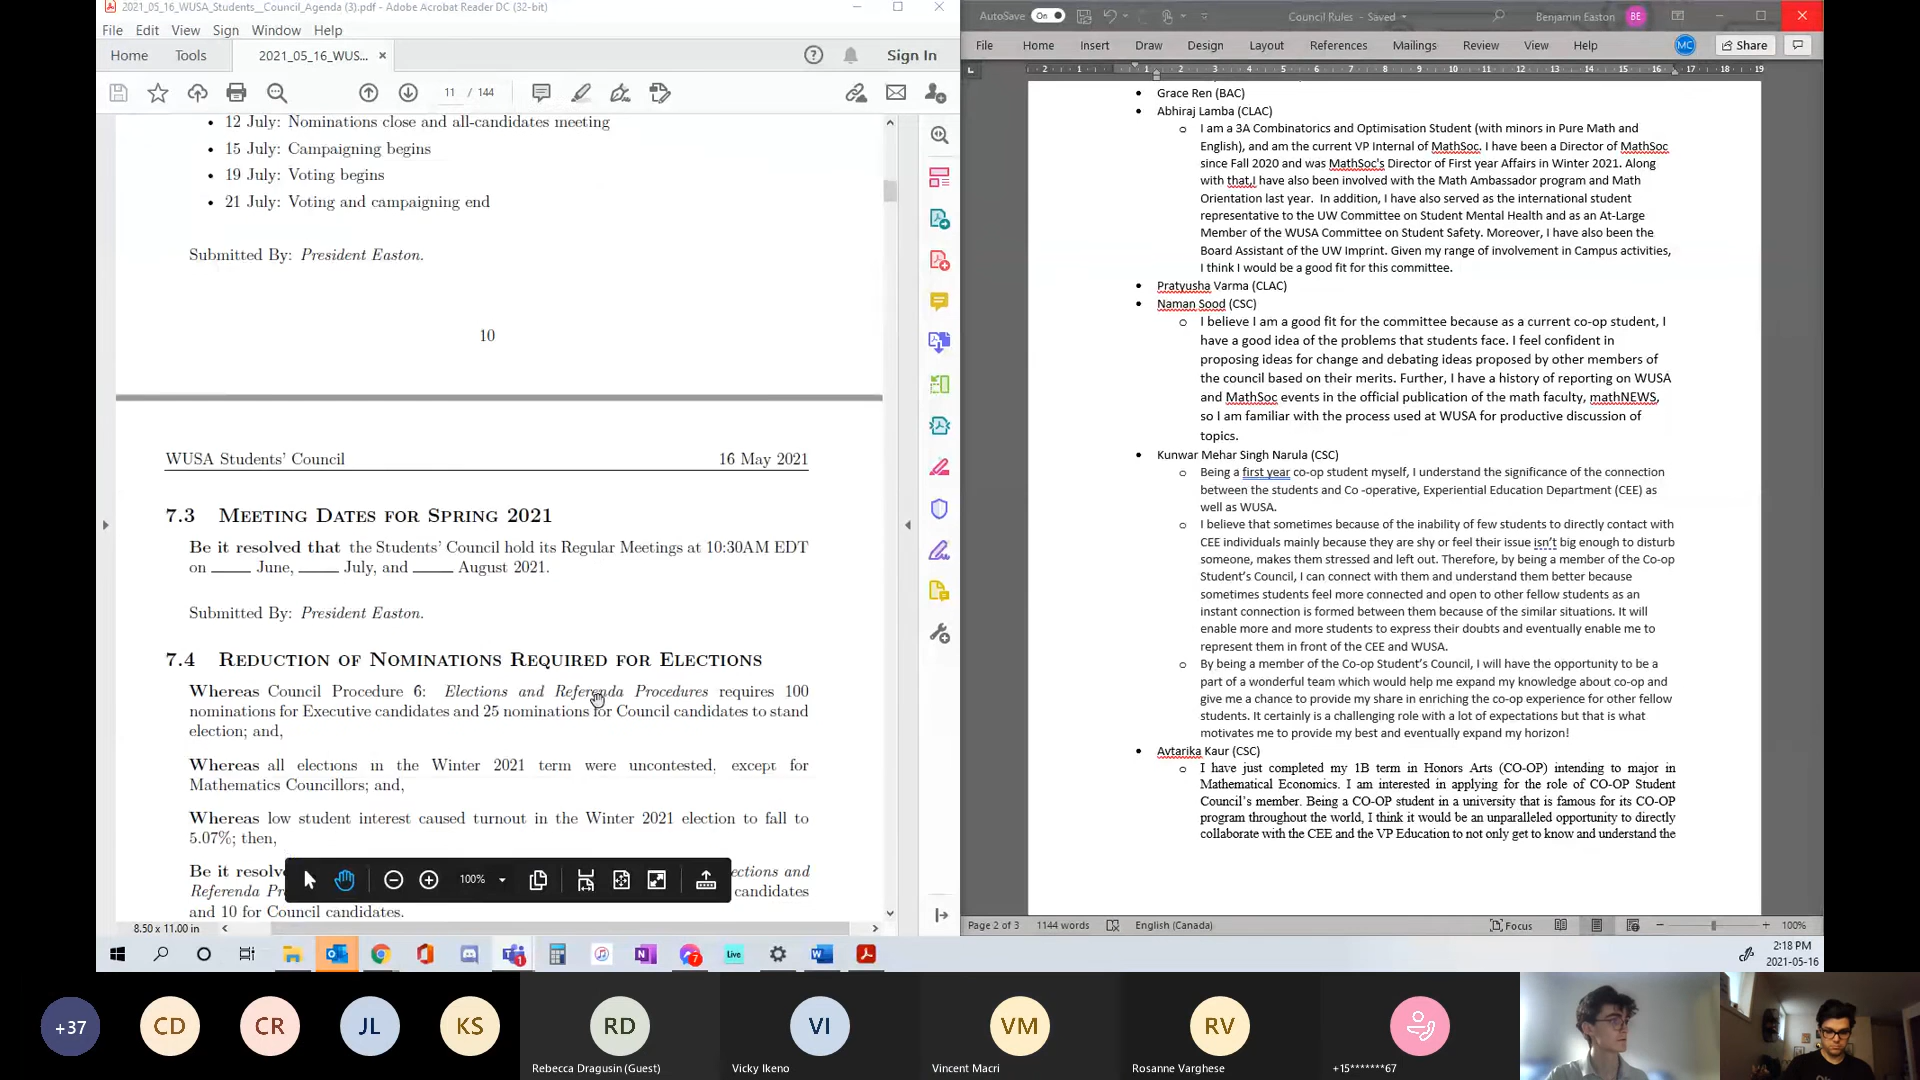 2021_05_16_WUSA_Students__Council_Agenda (3).pdf - Adobe Acrobat Reader DC (32-bit)
File Edit View Sign Window Help
Home Tools 2021_05_16_WUS... × Sign In
11 / 144
• 12 July: Nominations close and all-candidates meeting
• 15 July: Campaigning begins
• 19 July: Voting begins
• 21 July: Voting and campaigning end
Submitted By: President Easton.
10
WUSA Students' Council 16 May 2021
7.3 Meeting Dates for Spring 2021
Be it resolved that the Students' Council hold its Regular Meetings at 10:30AM EDT
on ____ June, ____ July, and ____ August 2021.
Submitted By: President Easton.
7.4 Reduction of Nominations Required for Elections
Whereas Council Procedure 6: Elections and Referenda Procedures requires 100
nominations for Executive candidates and 25 nominations for Council candidates to stand
election; and,
Whereas all elections in the Winter 2021 term were uncontested, except for
Mathematics Councillors; and,
Whereas low student interest caused turnout in the Winter 2021 election to fall to
5.07%; then,
Be it resolv ections and
Referenda Pr candidates
and 10 for Council candidates.
100%
8.50 x 11.00 in
AutoSave On Council Rules - Saved Benjamin Easton BE
File Home Insert Draw Design Layout References Mailings Review View Help MC Share
2 1 1 2 3 4 5 6 7 8 9 10 11 12 13 14 15 16 17 18 19
• Grace Ren (BAC)
• Abhiraj Lamba (CLAC)
o I am a 3A Combinatorics and Optimisation Student (with minors in Pure Math and
English), and am the current VP Internal of MathSoc. I have been a Director of MathSoc
since Fall 2020 and was MathSoc's Director of First year Affairs in Winter 2021. Along
with that,I have also been involved with the Math Ambassador program and Math
Orientation last year. In addition, I have also served as the international student
representative to the UW Committee on Student Mental Health and as an At-Large
Member of the WUSA Committee on Student Safety. Moreover, I have also been the
Board Assistant of the UW Imprint. Given my range of involvement in Campus activities,
I think I would be a good fit for this committee.
• Pratyusha Varma (CLAC)
• Naman Sood (CSC)
o I believe I am a good fit for the committee because as a current co-op student, I
have a good idea of the problems that students face. I feel confident in
proposing ideas for change and debating ideas proposed by other members of
the council based on their merits. Further, I have a history of reporting on WUSA
and MathSoc events in the official publication of the math faculty, mathNEWS,
so I am familiar with the process used at WUSA for productive discussion of
topics.
• Kunwar Mehar Singh Narula (CSC)
o Being a first year co-op student myself, I understand the significance of the connection
between the students and Co -operative, Experiential Education Department (CEE) as
well as WUSA.
o I believe that sometimes because of the inability of few students to directly contact with
CEE individuals mainly because they are shy or feel their issue isn't big enough to disturb
someone, makes them stressed and left out. Therefore, by being a member of the Co-op
Student's Council, I can connect with them and understand them better because
sometimes students feel more connected and open to other fellow students as an
instant connection is formed between them because of the similar situations. It will
enable more and more students to express their doubts and eventually enable me to
represent them in front of the CEE and WUSA.
o By being a member of the Co-op Student's Council, I will have the opportunity to be a
part of a wonderful team which would help me expand my knowledge about co-op and
give me a chance to provide my share in enriching the co-op experience for other fellow
students. It certainly is a challenging role with a lot of expectations but that is what
motivates me to provide my best and eventually expand my horizon!
• Avtarika Kaur (CSC)
o I have just completed my 1B term in Honors Arts (CO-OP) intending to major in
Mathematical Economics. I am interested in applying for the role of CO-OP Student
Council's member. Being a CO-OP student in a university that is famous for its CO-OP
program throughout the world, I think it would be an unparalleled opportunity to directly
collaborate with the CEE and the VP Education to not only get to know and understand the
Page 2 of 3 1144 words English (Canada) Focus 100%
Live
2:18 PM
2021-05-16
+37 CD CR JL KS RD VI VM RV
Rebecca Dragusin (Guest) Vicky Ikeno Vincent Macri Rosanne Varghese +15*******67